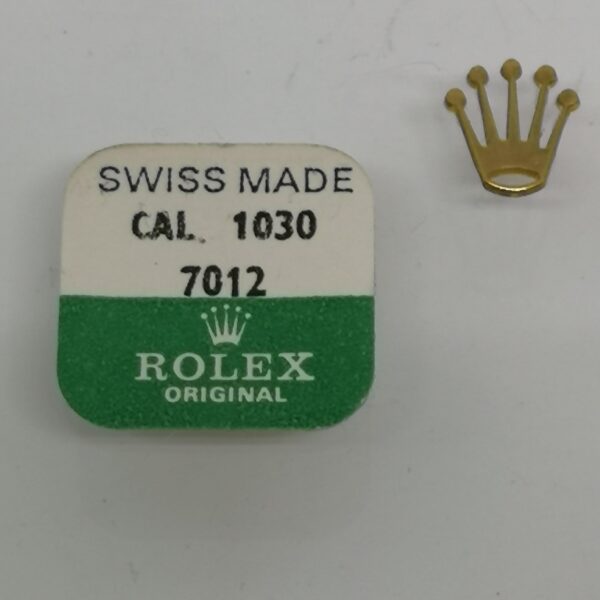 SWISS MADE
CAL. 1030
7012
ROLEX
ORIGINAL